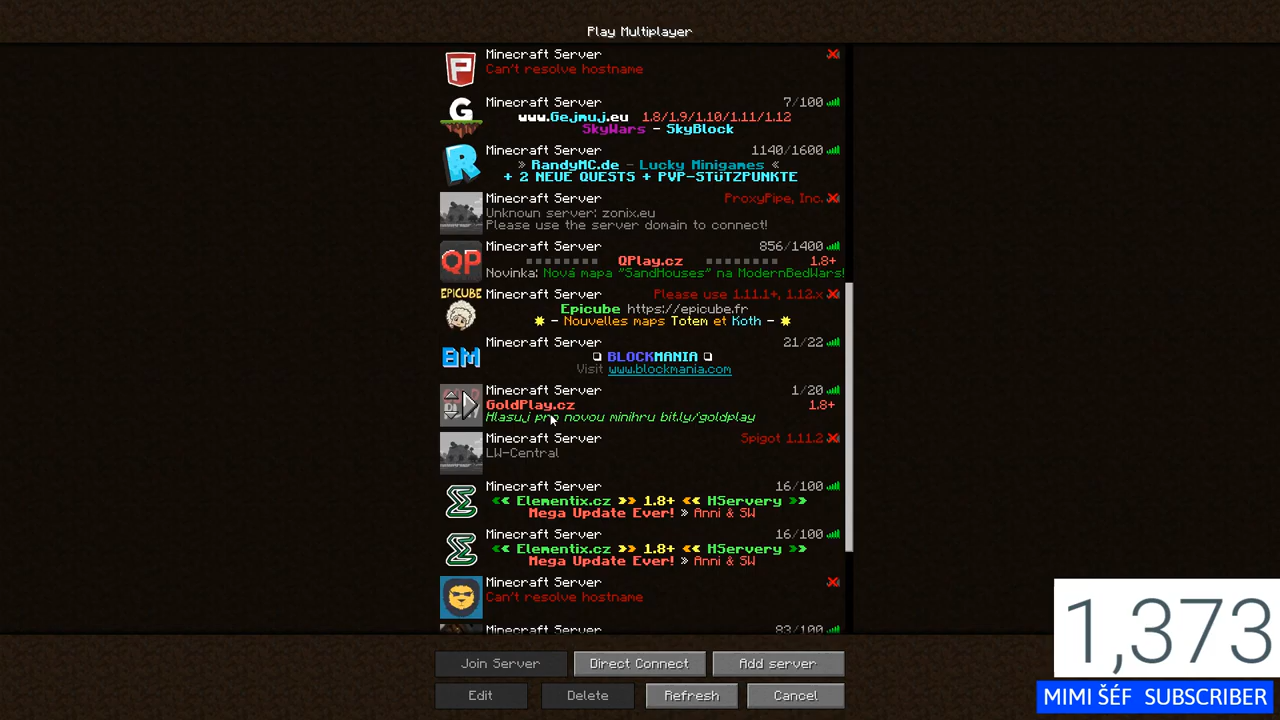 Play Multiplayer
Minecraft Server
Can't resolve hostname
Minecraft Server 7/100
www.Gejmuj.eu 1.8/1.9/1.10/1.11/1.12
SkyWars - SkyBlock
Minecraft Server 1140/1600
» RandyMC.de - Lucky Minigames «
+ 2 NEUE QUESTS + PVP-STÜTZPUNKTE
Minecraft Server ProxyPipe, Inc.
Unknown server: zonix.eu
Please use the server domain to connect!
Minecraft Server 856/1400
QP QPlay.cz 1.8+
Novinka: Nová mapa "SandHouses" na ModernBedWars!
EPICUBE Minecraft Server Please use 1.11.1+, 1.12.x
Epicube https://epicube.fr
- Nouvelles maps Totem et Koth -
Minecraft Server 21/22
BM BLOCKMANIA
Visit www.blockmania.com
Minecraft Server 1/20
GoldPlay.cz 1.8+
Hlasuj pro novou minihru bit.ly/goldplay
Minecraft Server Spigot 1.11.2
LW-Central
Minecraft Server 16/100
«« Elementix.cz »» 1.8+ «« HServery »»
Mega Update Ever! » Anni & SW
Minecraft Server 16/100
«« Elementix.cz »» 1.8+ «« HServery »»
Mega Update Ever! » Anni & SW
Minecraft Server
Can't resolve hostname
Minecraft Server 83/100
Join Server Direct Connect Add server
Edit Delete Refresh Cancel
1,373
MIMI ŠÉF SUBSCRIBER